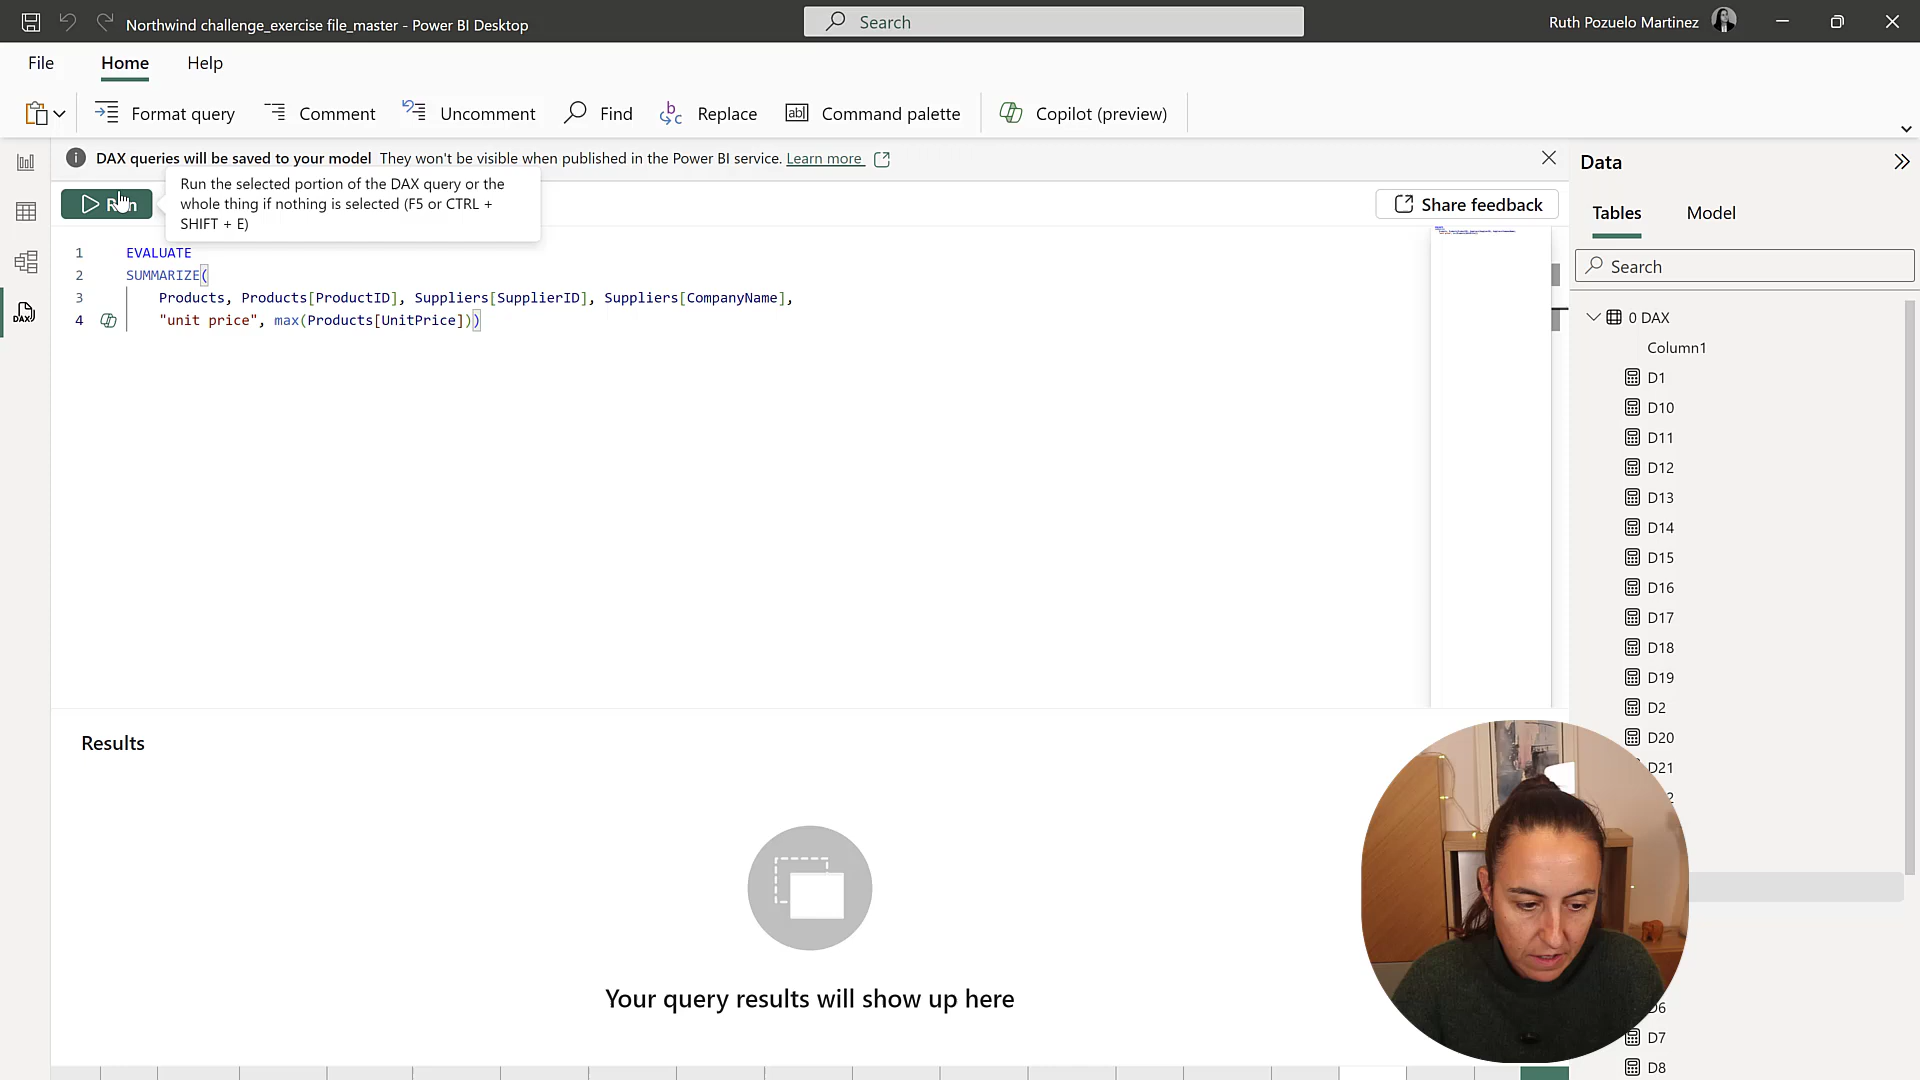 Northwind challenge_exercise file_master - Power BI Desktop
Search
Ruth Pozuelo Martinez
File
Home
Help
Format query
Comment
Uncomment
Find
Replace
Command palette
Copilot (preview)
DAX queries will be saved to your model They won't be visible when published in the Power BI service. Learn more
Run
Run the selected portion of the DAX query or the
whole thing if nothing is selected (F5 or CTRL +
SHIFT + E)
Share feedback
1 EVALUATE
2 SUMMARIZE(
3 Products, Products[ProductID], Suppliers[SupplierID], Suppliers[CompanyName],
4 "unit price", max(Products[UnitPrice]))
Results
Your query results will show up here
Data
Tables
Model
Search
0 DAX
Column1
D1
D10
D11
D12
D13
D14
D15
D16
D17
D18
D19
D2
D20
D21
D6
D7
D8
DAX